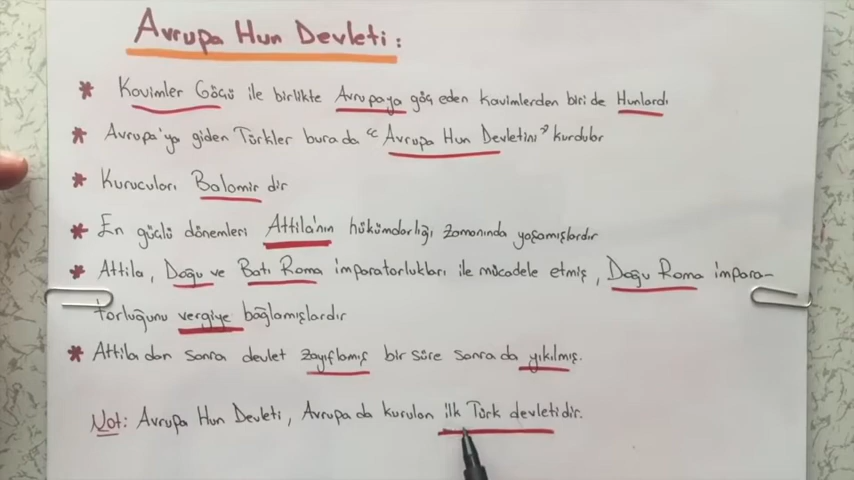 Avrupa Hun Devleti:
* Kavimler Göçü ile birlikte Avrupaya göç eden kavimlerden biri de Hunlardı
* Avrupa'ya giden Türkler burada "Avrupa Hun Devletini" kurdular
* Kurucuları Balamir dir
* En güçlü dönemleri Attila'nın hükümdarlığı zamanında yaşamışlardır
* Attila, Doğu ve Batı Roma imparatorlukları ile mücadele etmiş, Doğu Roma impara-
torluğunu vergiye bağlamışlardır
* Attila dan sonra devlet zayıflamış bir süre sonra da yıkılmış.
Not: Avrupa Hun Devleti, Avrupa da kurulan ilk Türk devletidir.